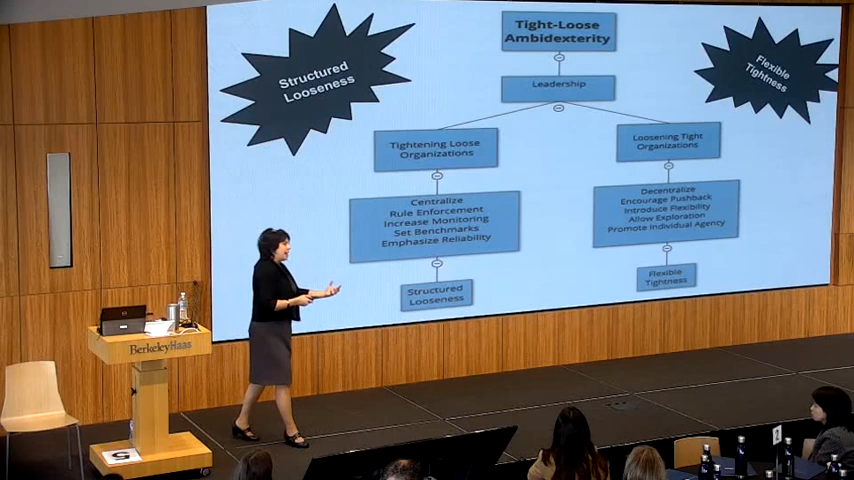 Tight-Loose
Ambidexterity
Structured
Looseness
Flexible
Tightness
Leadership
Tightening Loose
Organizations
Loosening Tight
Organizations
Centralize
Rule Enforcement
Increase Monitoring
Set Benchmarks
Emphasize Reliability
Decentralize
Encourage Pushback
Introduce Flexibility
Allow Exploration
Promote Individual Agency
Structured
Looseness
Flexible
Tightness
BerkeleyHaas
5
2